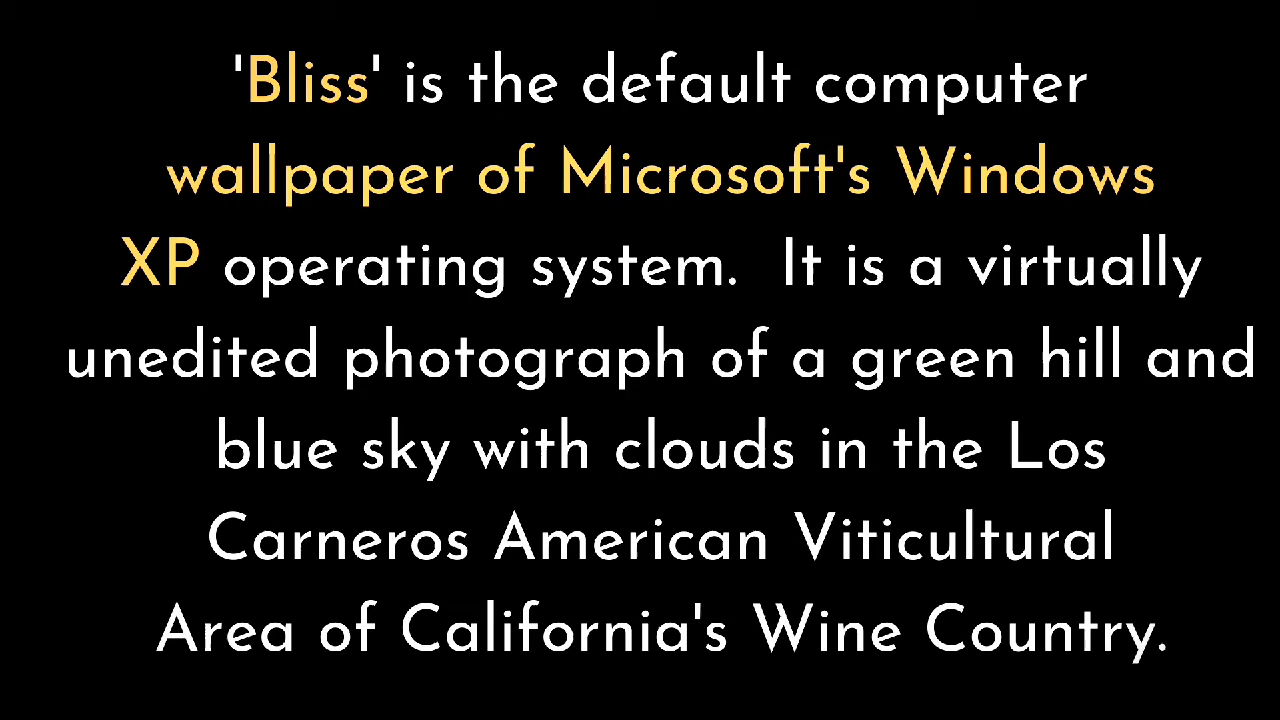 'Bliss' is the default computer
wallpaper of Microsoft's Windows
XP operating system.  It is a virtually
unedited photograph of a green hill and
blue sky with clouds in the Los
Carneros American Viticultural
Area of California's Wine Country.